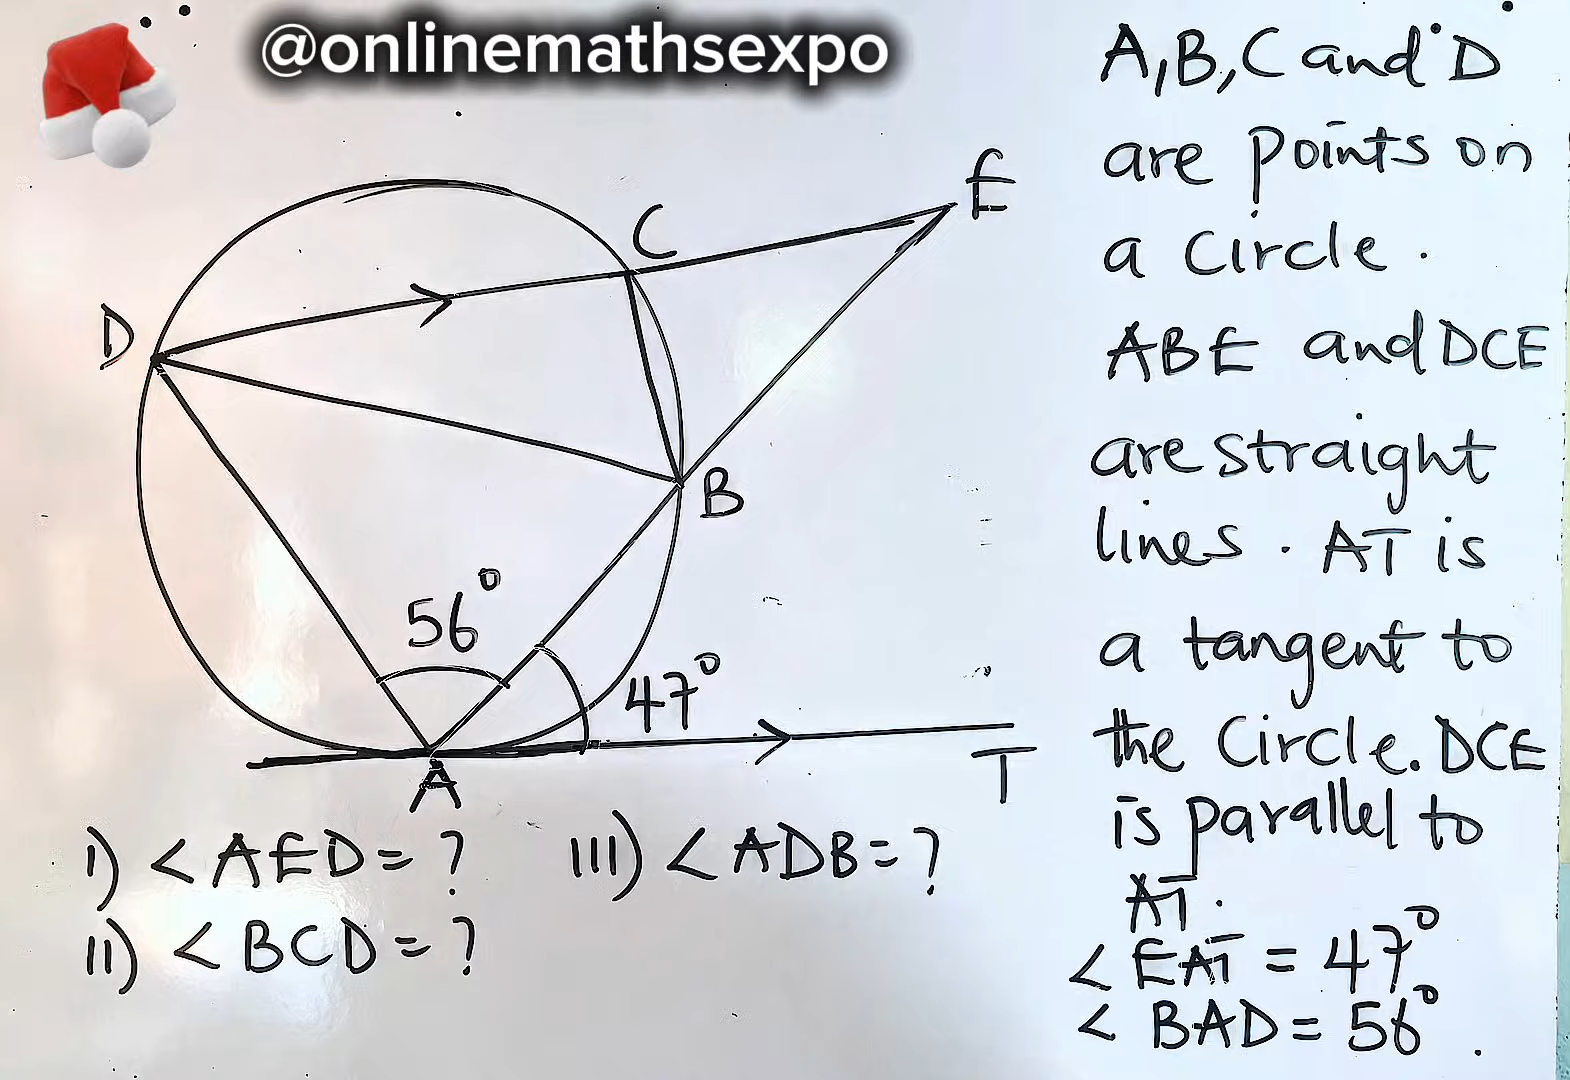 @onlinemathsexpo
A,B,C and D
are points on
a circle.
ABE and DCE
are straight
lines. AT is
a tangent to
the Circle. DCE
is parallel to
AT.
<EAT = 47°
< BAD = 56°.
E
C
D
B
56°
47°
A
T
i) <AED = ?
iii) <ADB = ?
ii) <BCD = ?